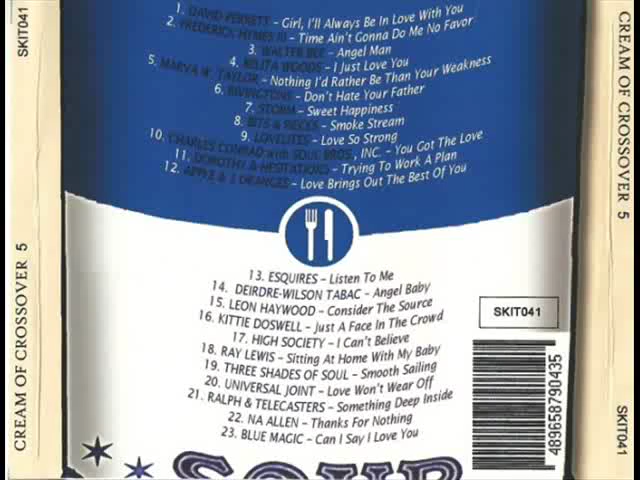 SKIT041
CREAM OF CROSSOVER 5
1. DAVID PERRETT – Girl, I'll Always Be In Love With You
2. FREDERICK HYMES III – Time Ain't Gonna Do Me No Favor
3. WALTER BEE – Angel Man
4. RELITA WOODS – I Just Love You
5. MARVA W. TAYLOR – Nothing I'd Rather Be Than Your Weakness
6. RIVINGTONS – Don't Hate Your Father
7. STORM – Sweet Happiness
8. BITS & PIECES – Smoke Stream
9. LOVELITES – Love So Strong
10. CHARLES CONRAD with SOUL BROS., INC. – You Got The Love
11. DOROTHY & HESITATIONS – Trying To Work A Plan
12. APPLE & 3 ORANGES – Love Brings Out The Best Of You
13. ESQUIRES – Listen To Me
14. DEIRDRE-WILSON TABAC – Angel Baby
15. LEON HAYWOOD – Consider The Source
16. KITTIE DOSWELL – Just A Face In The Crowd
17. HIGH SOCIETY – I Can't Believe
18. RAY LEWIS – Sitting At Home With My Baby
19. THREE SHADES OF SOUL – Smooth Sailing
20. UNIVERSAL JOINT – Love Won't Wear Off
21. RALPH & TELECASTERS – Something Deep Inside
22. NA ALLEN – Thanks For Nothing
23. BLUE MAGIC – Can I Say I Love You
SOUP
SKIT041
489658790435
CREAM OF CROSSOVER 5
SKIT041